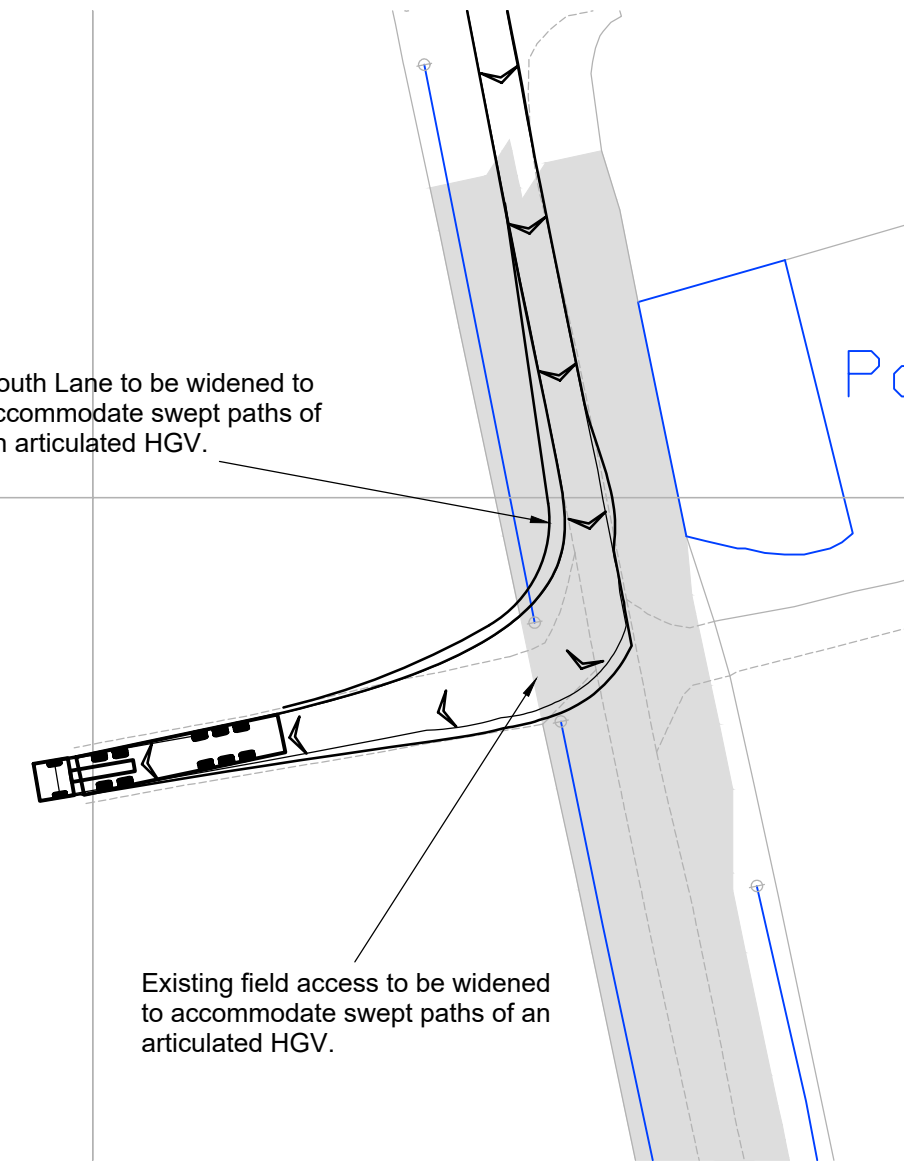 outh Lane to be widened to
ccommodate swept paths of
n articulated HGV.
Po
Existing field access to be widened
to accommodate swept paths of an
articulated HGV.